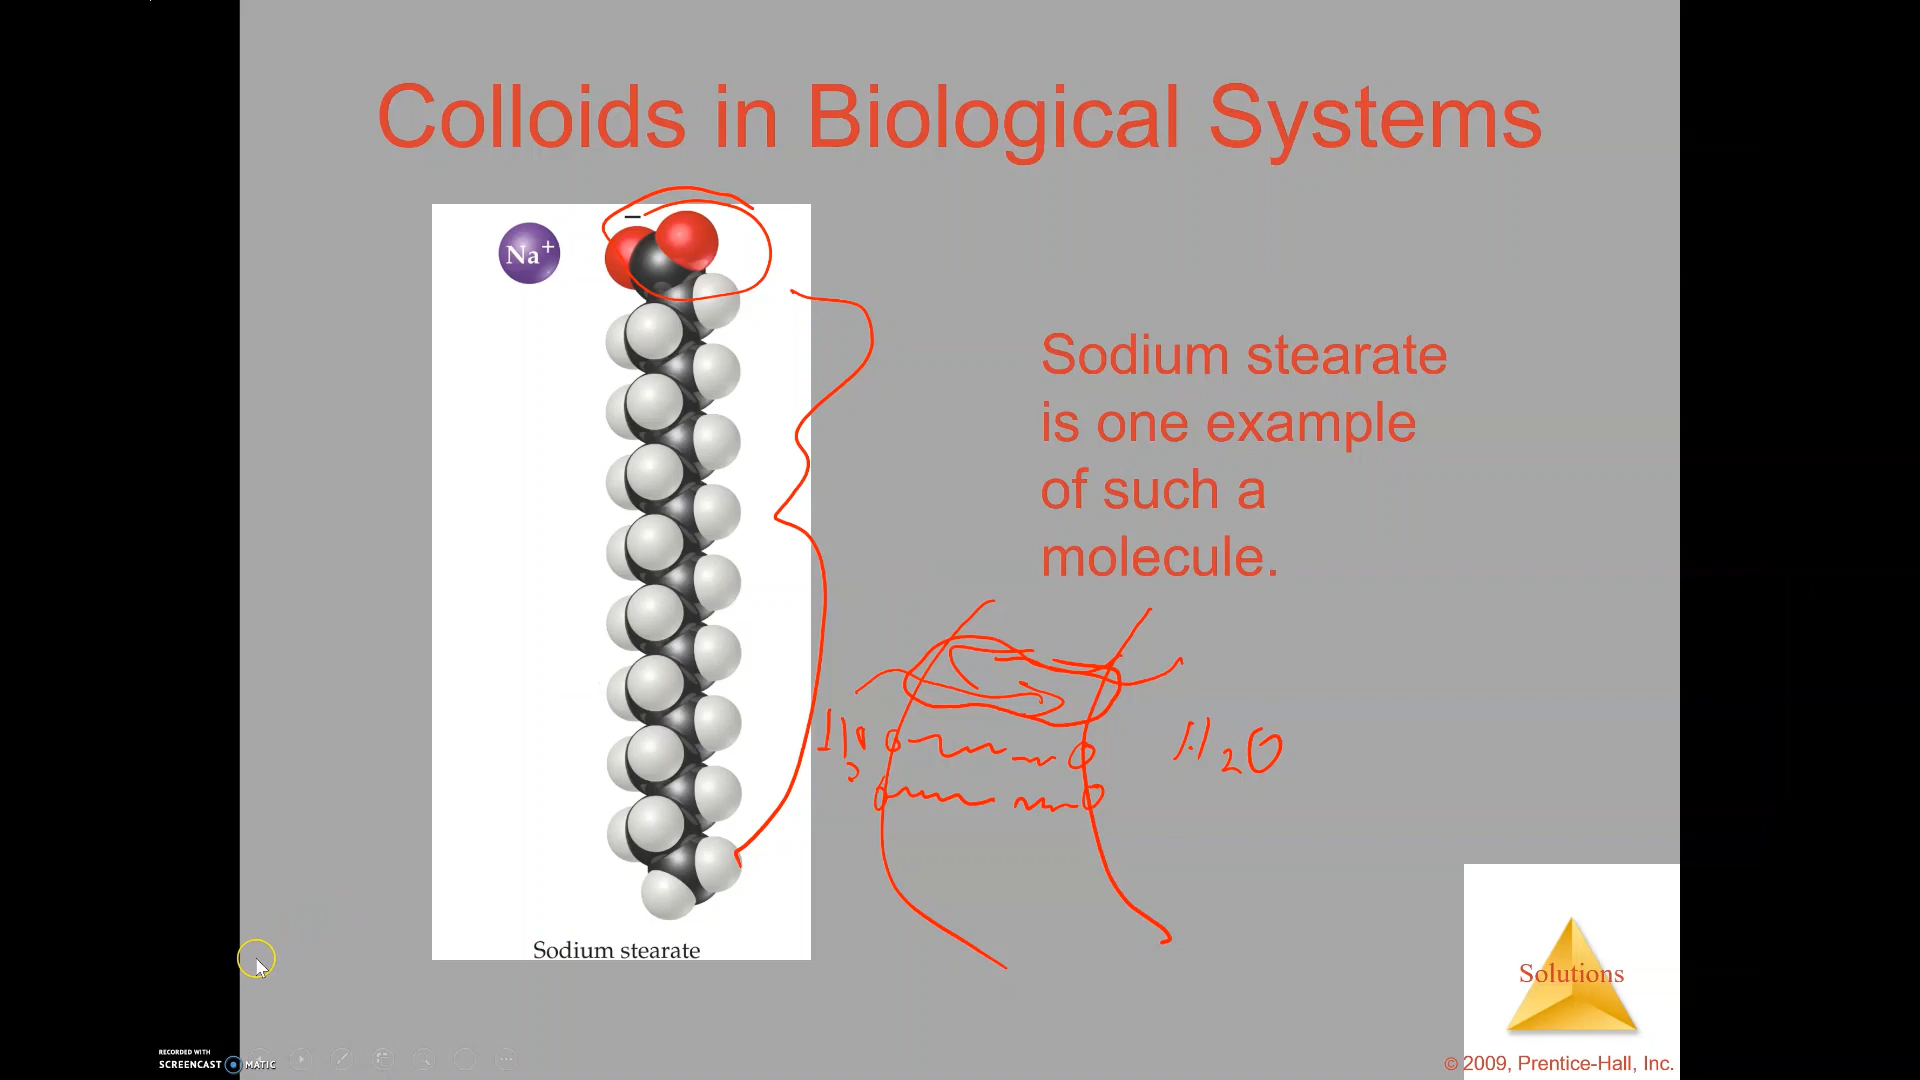 Colloids in Biological Systems
Na+
−
Sodium stearate
is one example
of such a
molecule.
H2O
Sodium stearate
Solutions
RECORDED WITH
SCREENCAST MATIC
© 2009, Prentice-Hall, Inc.